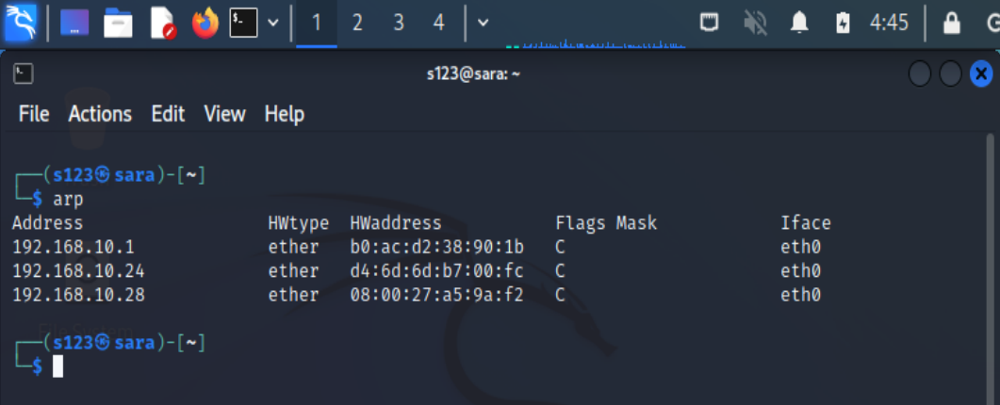 1 2 3 4 4:45
s123@sara: ~
File Actions Edit View Help
┌──(s123㉿sara)-[~]
└─$ arp
Address HWtype HWaddress Flags Mask Iface
192.168.10.1 ether b0:ac:d2:38:90:1b C eth0
192.168.10.24 ether d4:6d:6d:b7:00:fc C eth0
192.168.10.28 ether 08:00:27:a5:9a:f2 C eth0
┌──(s123㉿sara)-[~]
└─$